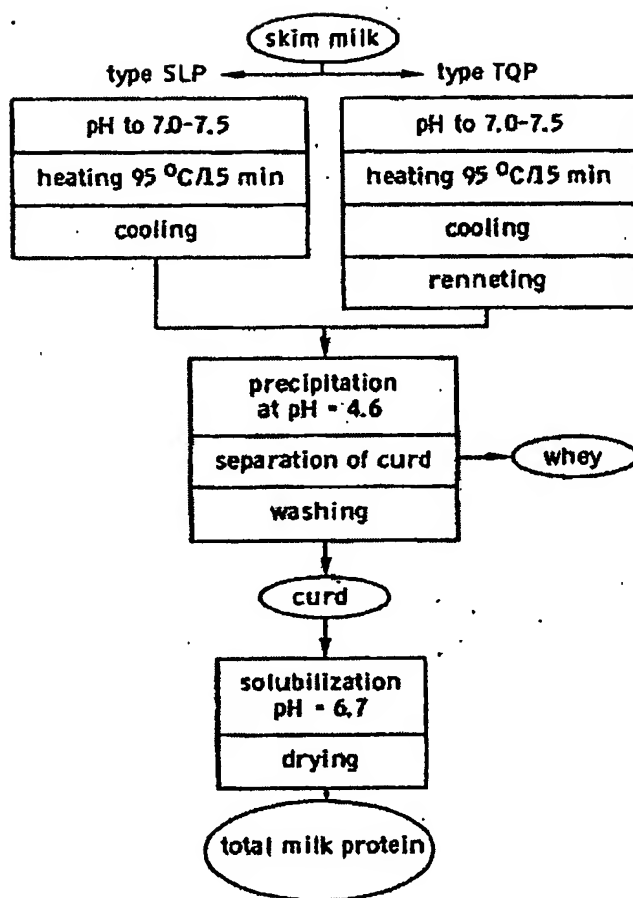 skim milk
type SLP
type TQP
pH to 7.0-7.5
heating 95 °C/15 min
cooling
pH to 7.0-7.5
heating 95 °C/15 min
cooling
renneting
precipitation
at pH = 4.6
separation of curd
whey
washing
curd
solubilization
pH = 6.7
drying
total milk protein